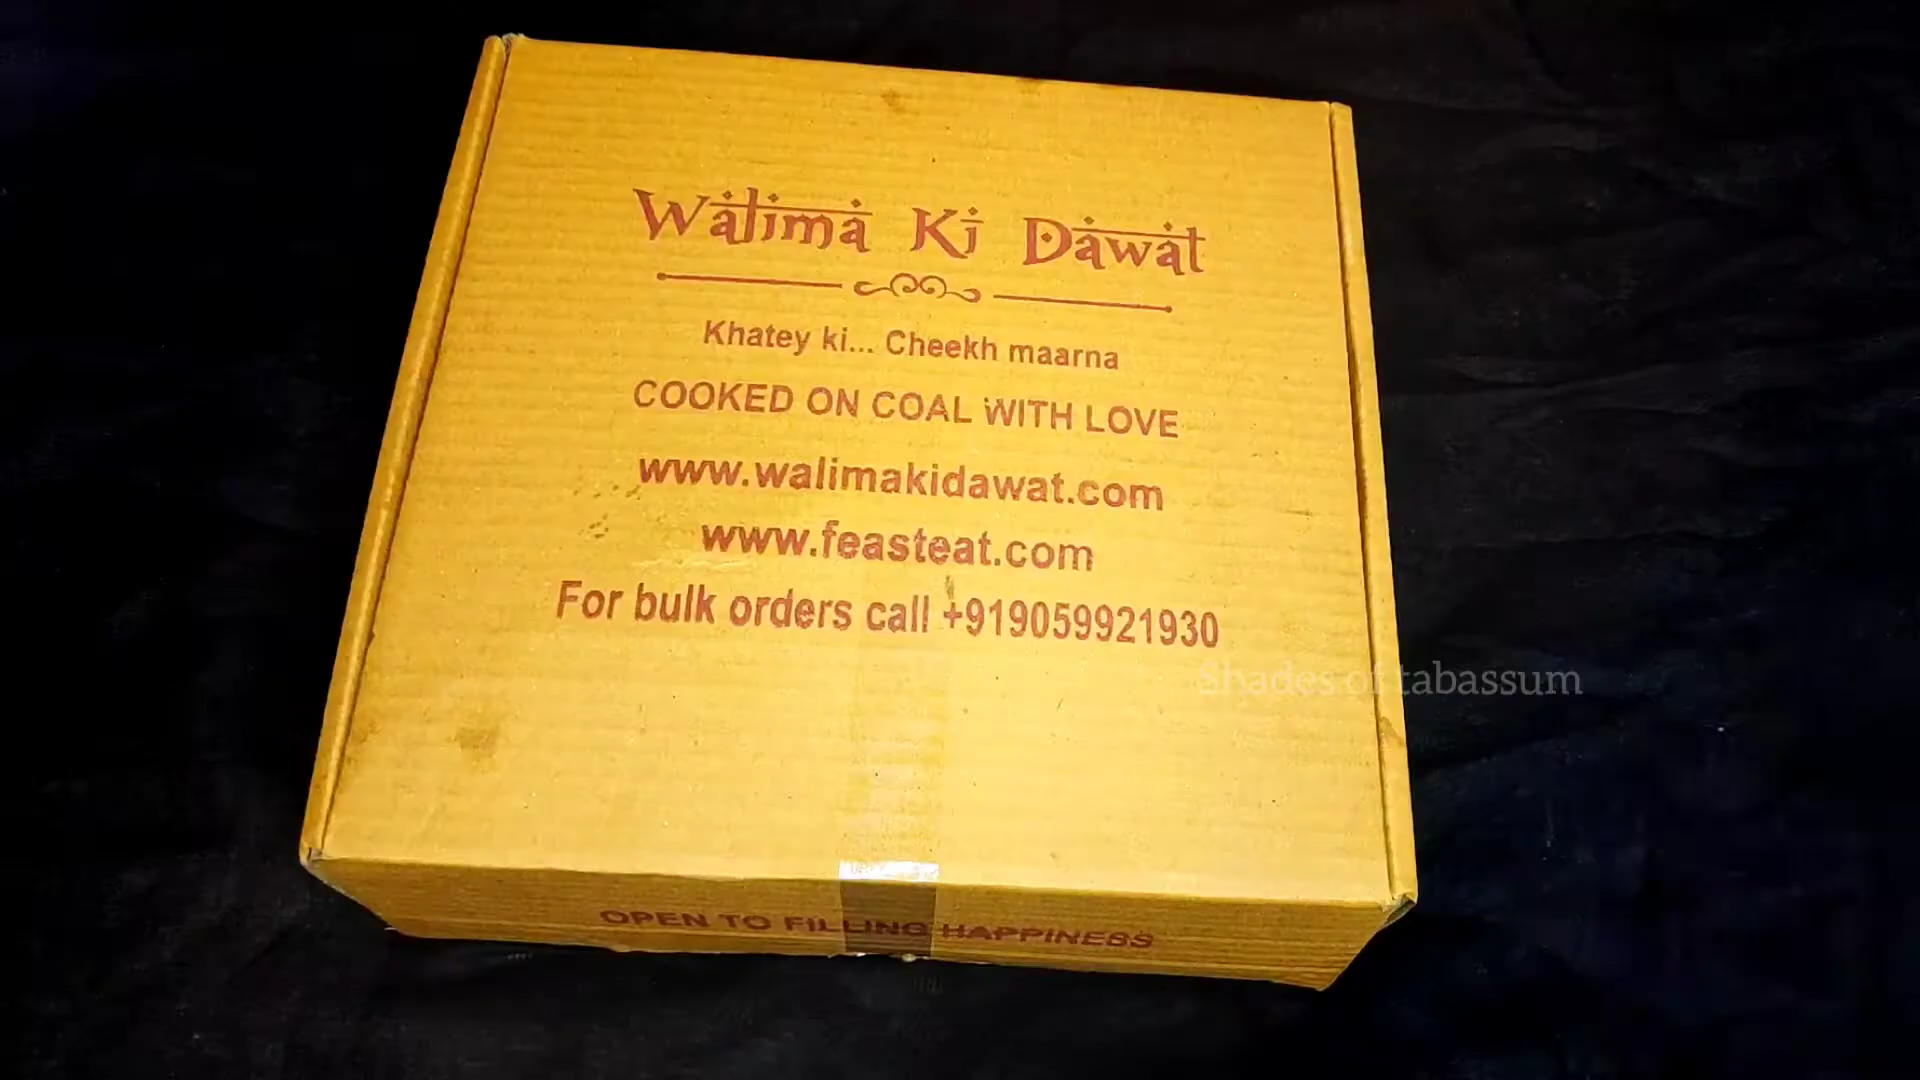 Walima Ki Dawat
Khatey ki... Cheekh maarna
COOKED ON COAL WITH LOVE
www.walimakidawat.com
www.feasteat.com
For bulk orders call +919059921930
Shades of tabassum
OPEN TO FILLING HAPPINESS